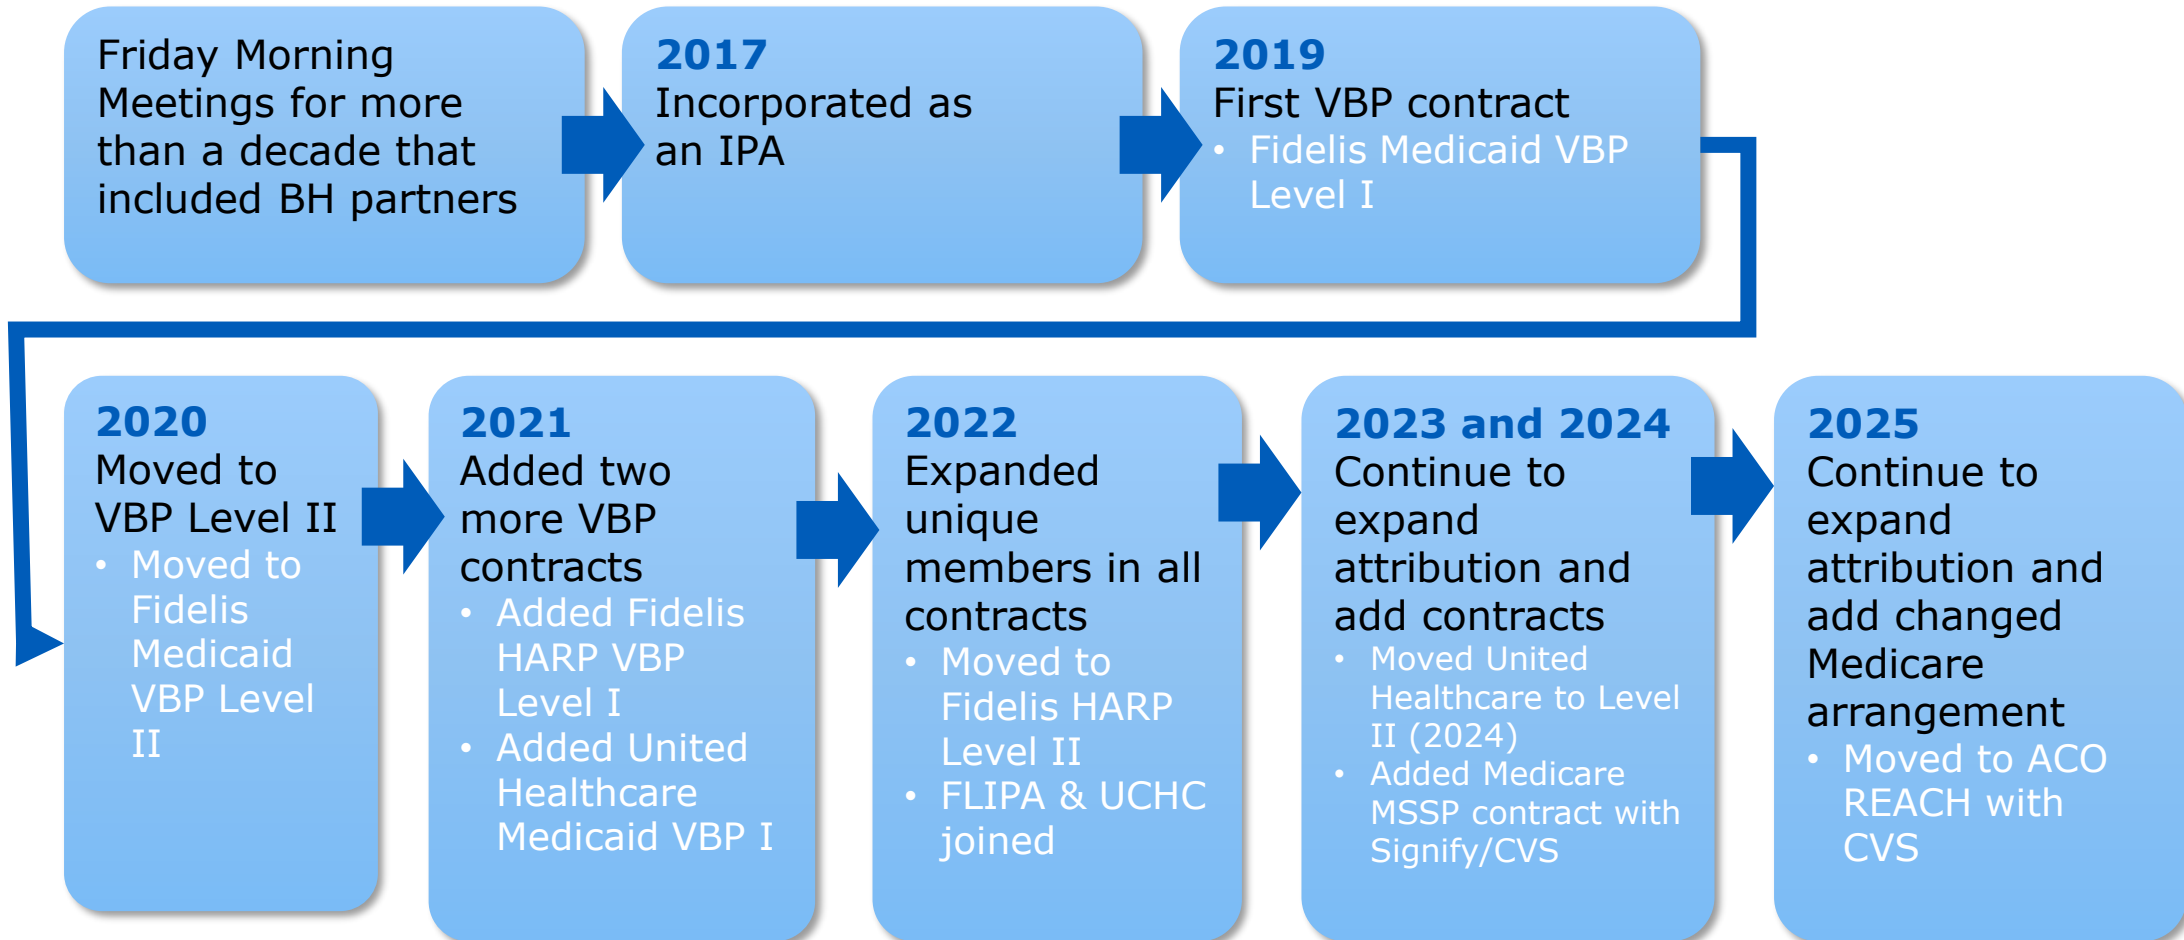 Friday Morning
Meetings for more
than a decade that
included BH partners
2017
Incorporated as
an IPA
2019
First VBP contract
• Fidelis Medicaid VBP
Level I
2020
Moved to
VBP Level II
• Moved to
Fidelis
Medicaid
VBP Level
II
2021
Added two
more VBP
contracts
• Added Fidelis
HARP VBP
Level I
• Added United
Healthcare
Medicaid VBP I
2022
Expanded
unique
members in all
contracts
• Moved to
Fidelis HARP
Level II
• FLIPA & UCHC
joined
2023 and 2024
Continue to
expand
attribution and
add contracts
• Moved United
Healthcare to Level
II (2024)
• Added Medicare
MSSP contract with
Signify/CVS
2025
Continue to
expand
attribution and
add changed
Medicare
arrangement
• Moved to ACO
REACH with
CVS